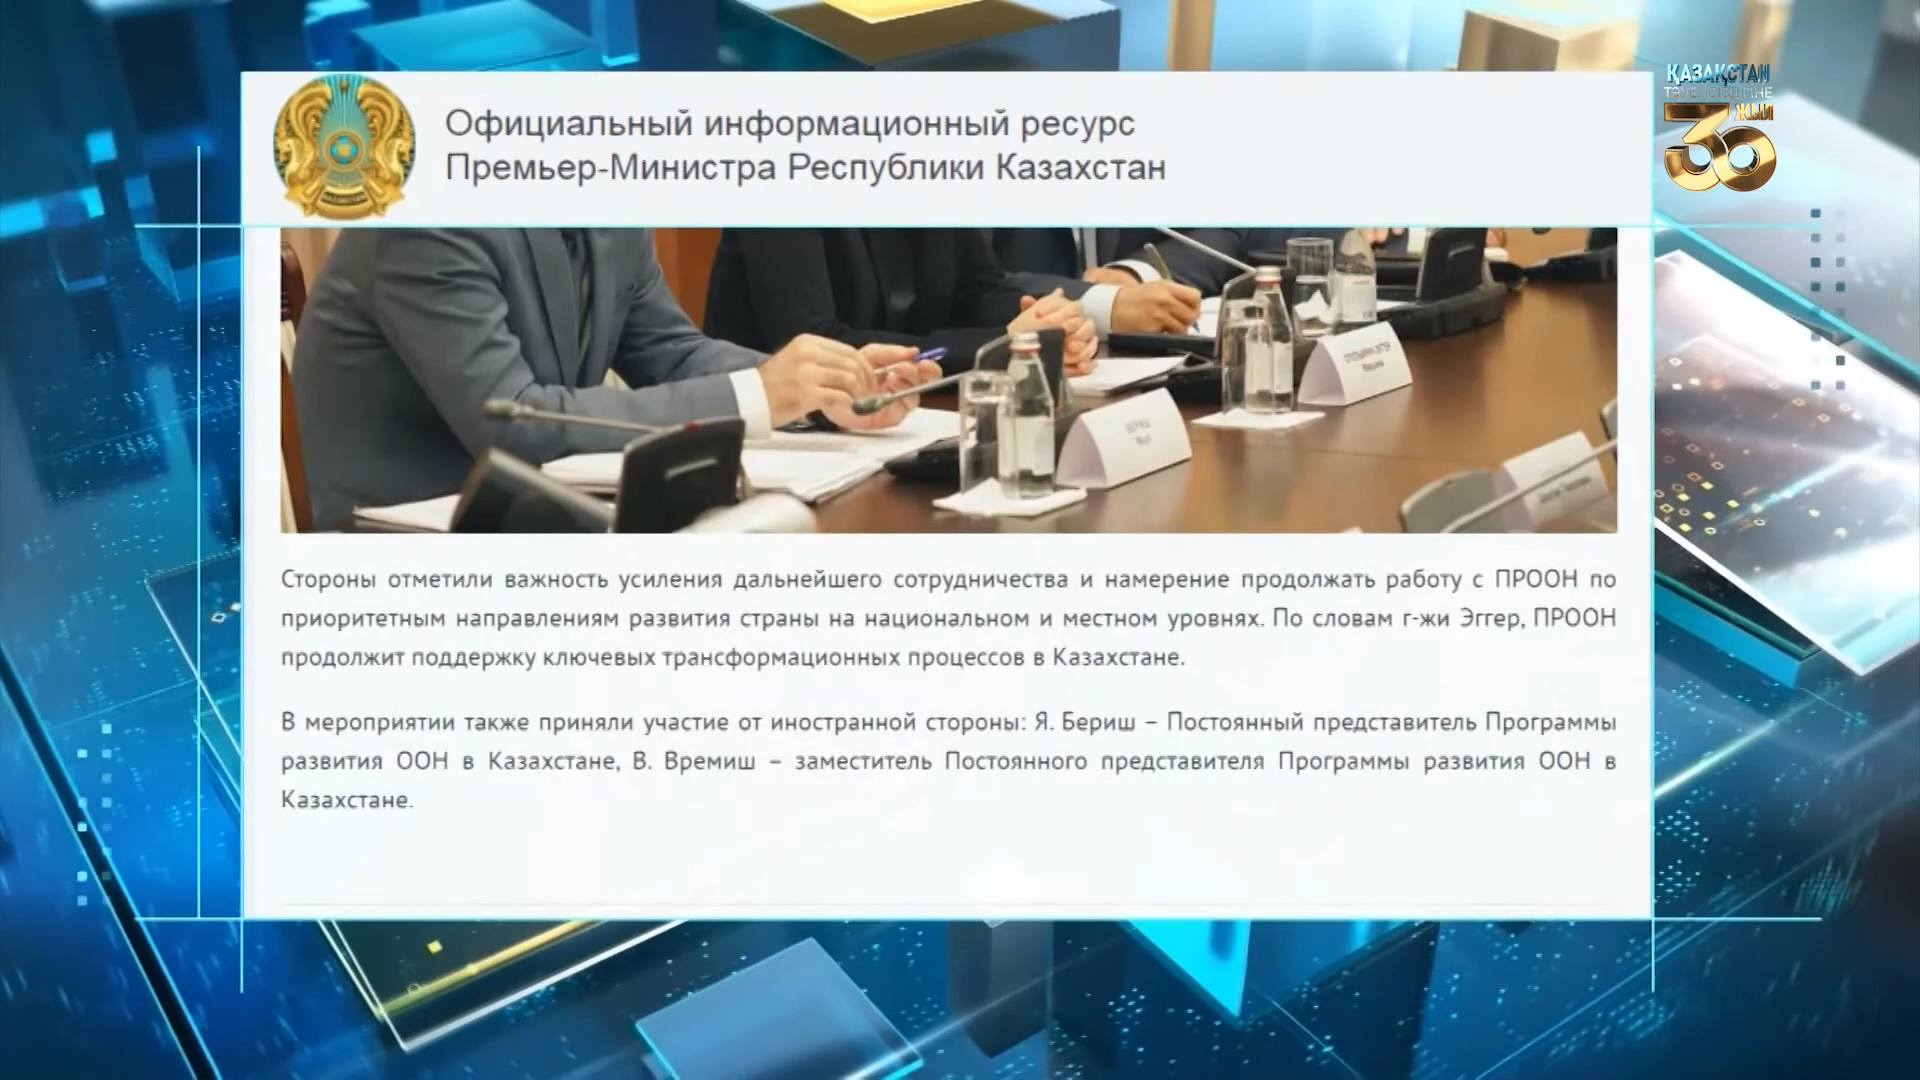 Официальный информационный ресурс
Премьер-Министра Республики Казахстан
ҚАЗАҚСТАН
ТӘУЕЛСІЗДІГІНЕ
30 ЖЫЛ
БЕРИШ
Стороны отметили важность усиления дальнейшего сотрудничества и намерение продолжать работу с ПРООН по
приоритетным направлениям развития страны на национальном и местном уровнях. По словам г-жи Эггер, ПРООН
продолжит поддержку ключевых трансформационных процессов в Казахстане.
В мероприятии также приняли участие от иностранной стороны: Я. Бериш – Постоянный представитель Программы
развития ООН в Казахстане, В. Времиш – заместитель Постоянного представителя Программы развития ООН в
Казахстане.